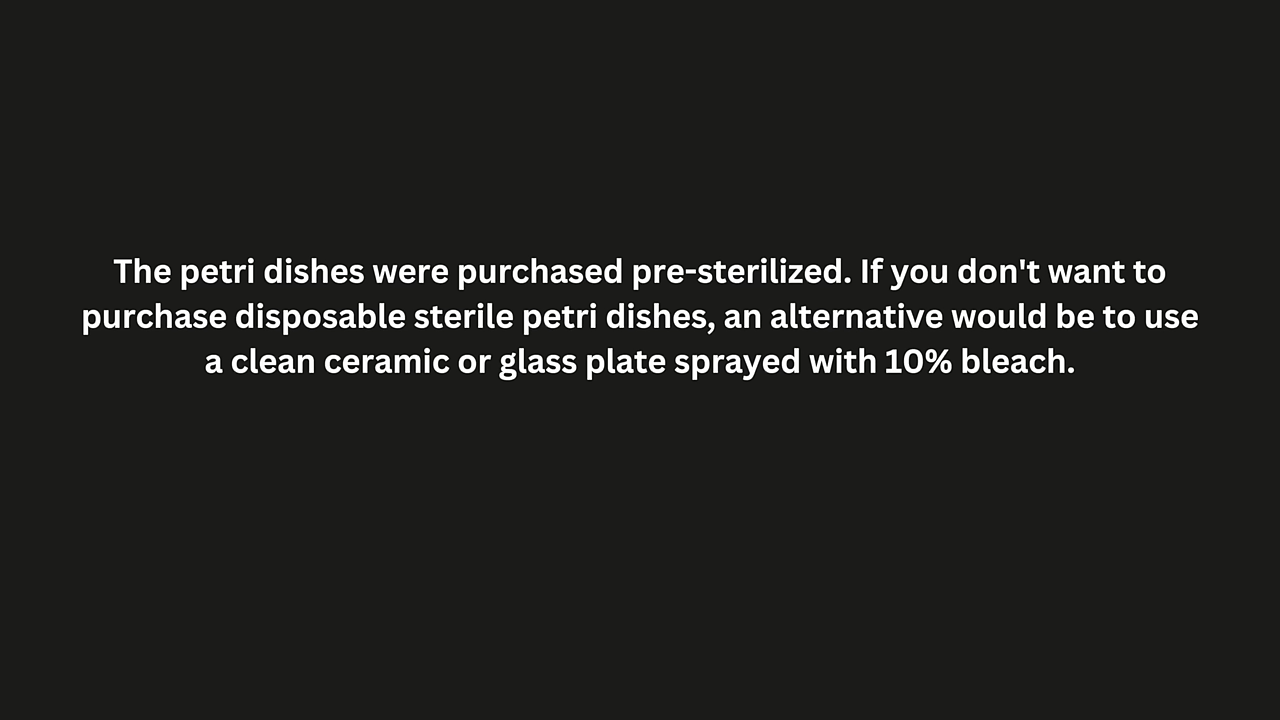 The petri dishes were purchased pre-sterilized. If you don't want to
purchase disposable sterile petri dishes, an alternative would be to use
a clean ceramic or glass plate sprayed with 10% bleach.